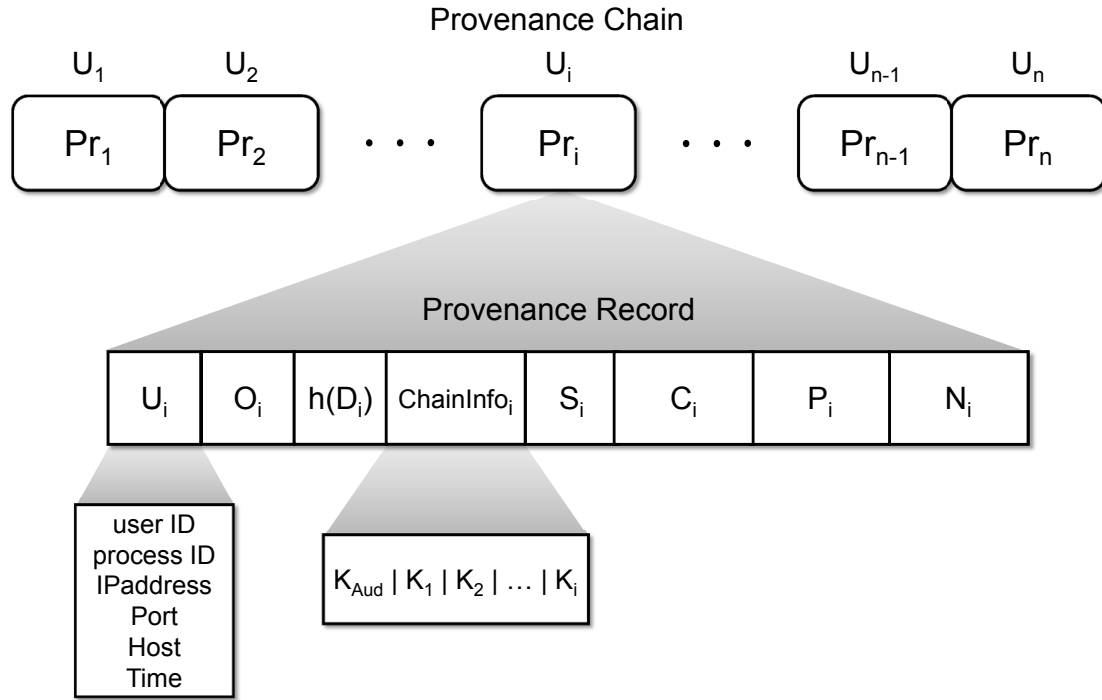 Provenance Chain
U₁ U₂ Uᵢ Uₙ₋₁ Uₙ
Pr₁ Pr₂ . . . Prᵢ . . . Prₙ₋₁ Prₙ
Provenance Record
Uᵢ Oᵢ h(Dᵢ) ChainInfoᵢ Sᵢ Cᵢ Pᵢ Nᵢ
user ID
process ID
IPaddress
Port
Host
Time
K_Aud | K₁ | K₂ | … | Kᵢ